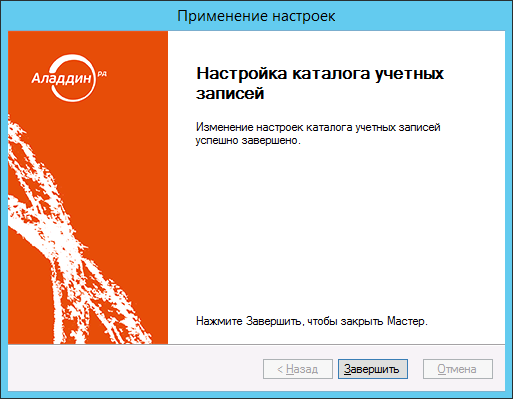 Применение настроек
Аладдин РД
Настройка каталога учетных
записей
Изменение настроек каталога учетных записей
успешно завершено.
Нажмите Завершить, чтобы закрыть Мастер.
< Назад Завершить Отмена